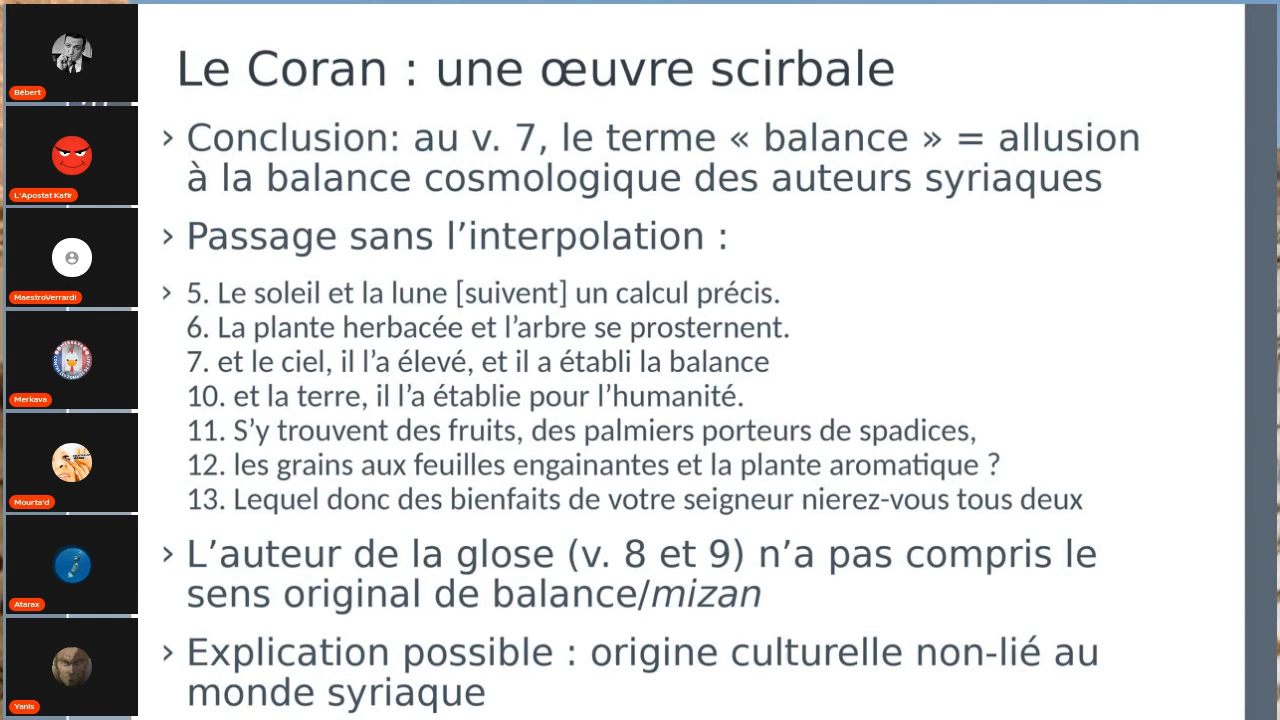 Le Coran : une œuvre scirbale
› Conclusion: au v. 7, le terme « balance » = allusion
à la balance cosmologique des auteurs syriaques
› Passage sans l’interpolation :
› 5. Le soleil et la lune [suivent] un calcul précis.
6. La plante herbacée et l’arbre se prosternent.
7. et le ciel, il l’a élevé, et il a établi la balance
10. et la terre, il l’a établie pour l’humanité.
11. S’y trouvent des fruits, des palmiers porteurs de spadices,
12. les grains aux feuilles engainantes et la plante aromatique ?
13. Lequel donc des bienfaits de votre seigneur nierez-vous tous deux
› L’auteur de la glose (v. 8 et 9) n’a pas compris le
sens original de balance/mizan
› Explication possible : origine culturelle non-lié au
monde syriaque
Bébert
L'Apostat Kafir
MaestroVerrardi
Merkava
Mourta'd
Atarax
Yanis